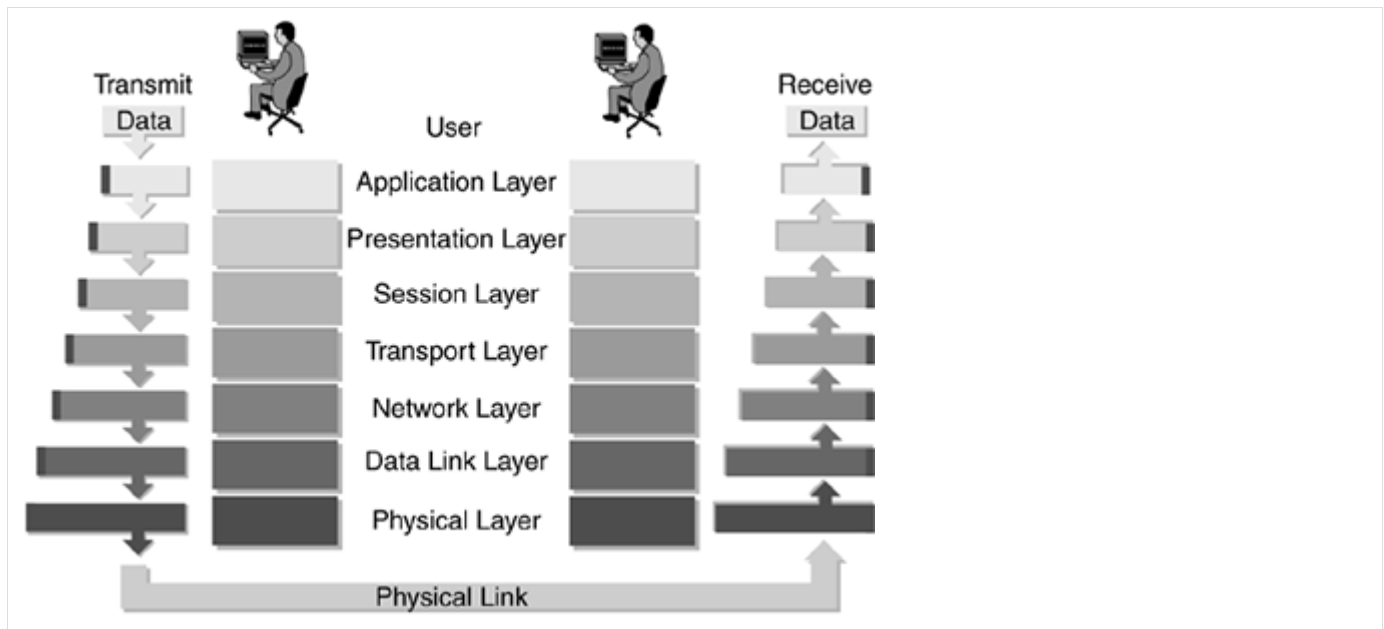 Transmit
Receive
Data
Data
User
Application Layer
Presentation Layer
Session Layer
Transport Layer
Network Layer
Data Link Layer
Physical Layer
Physical Link